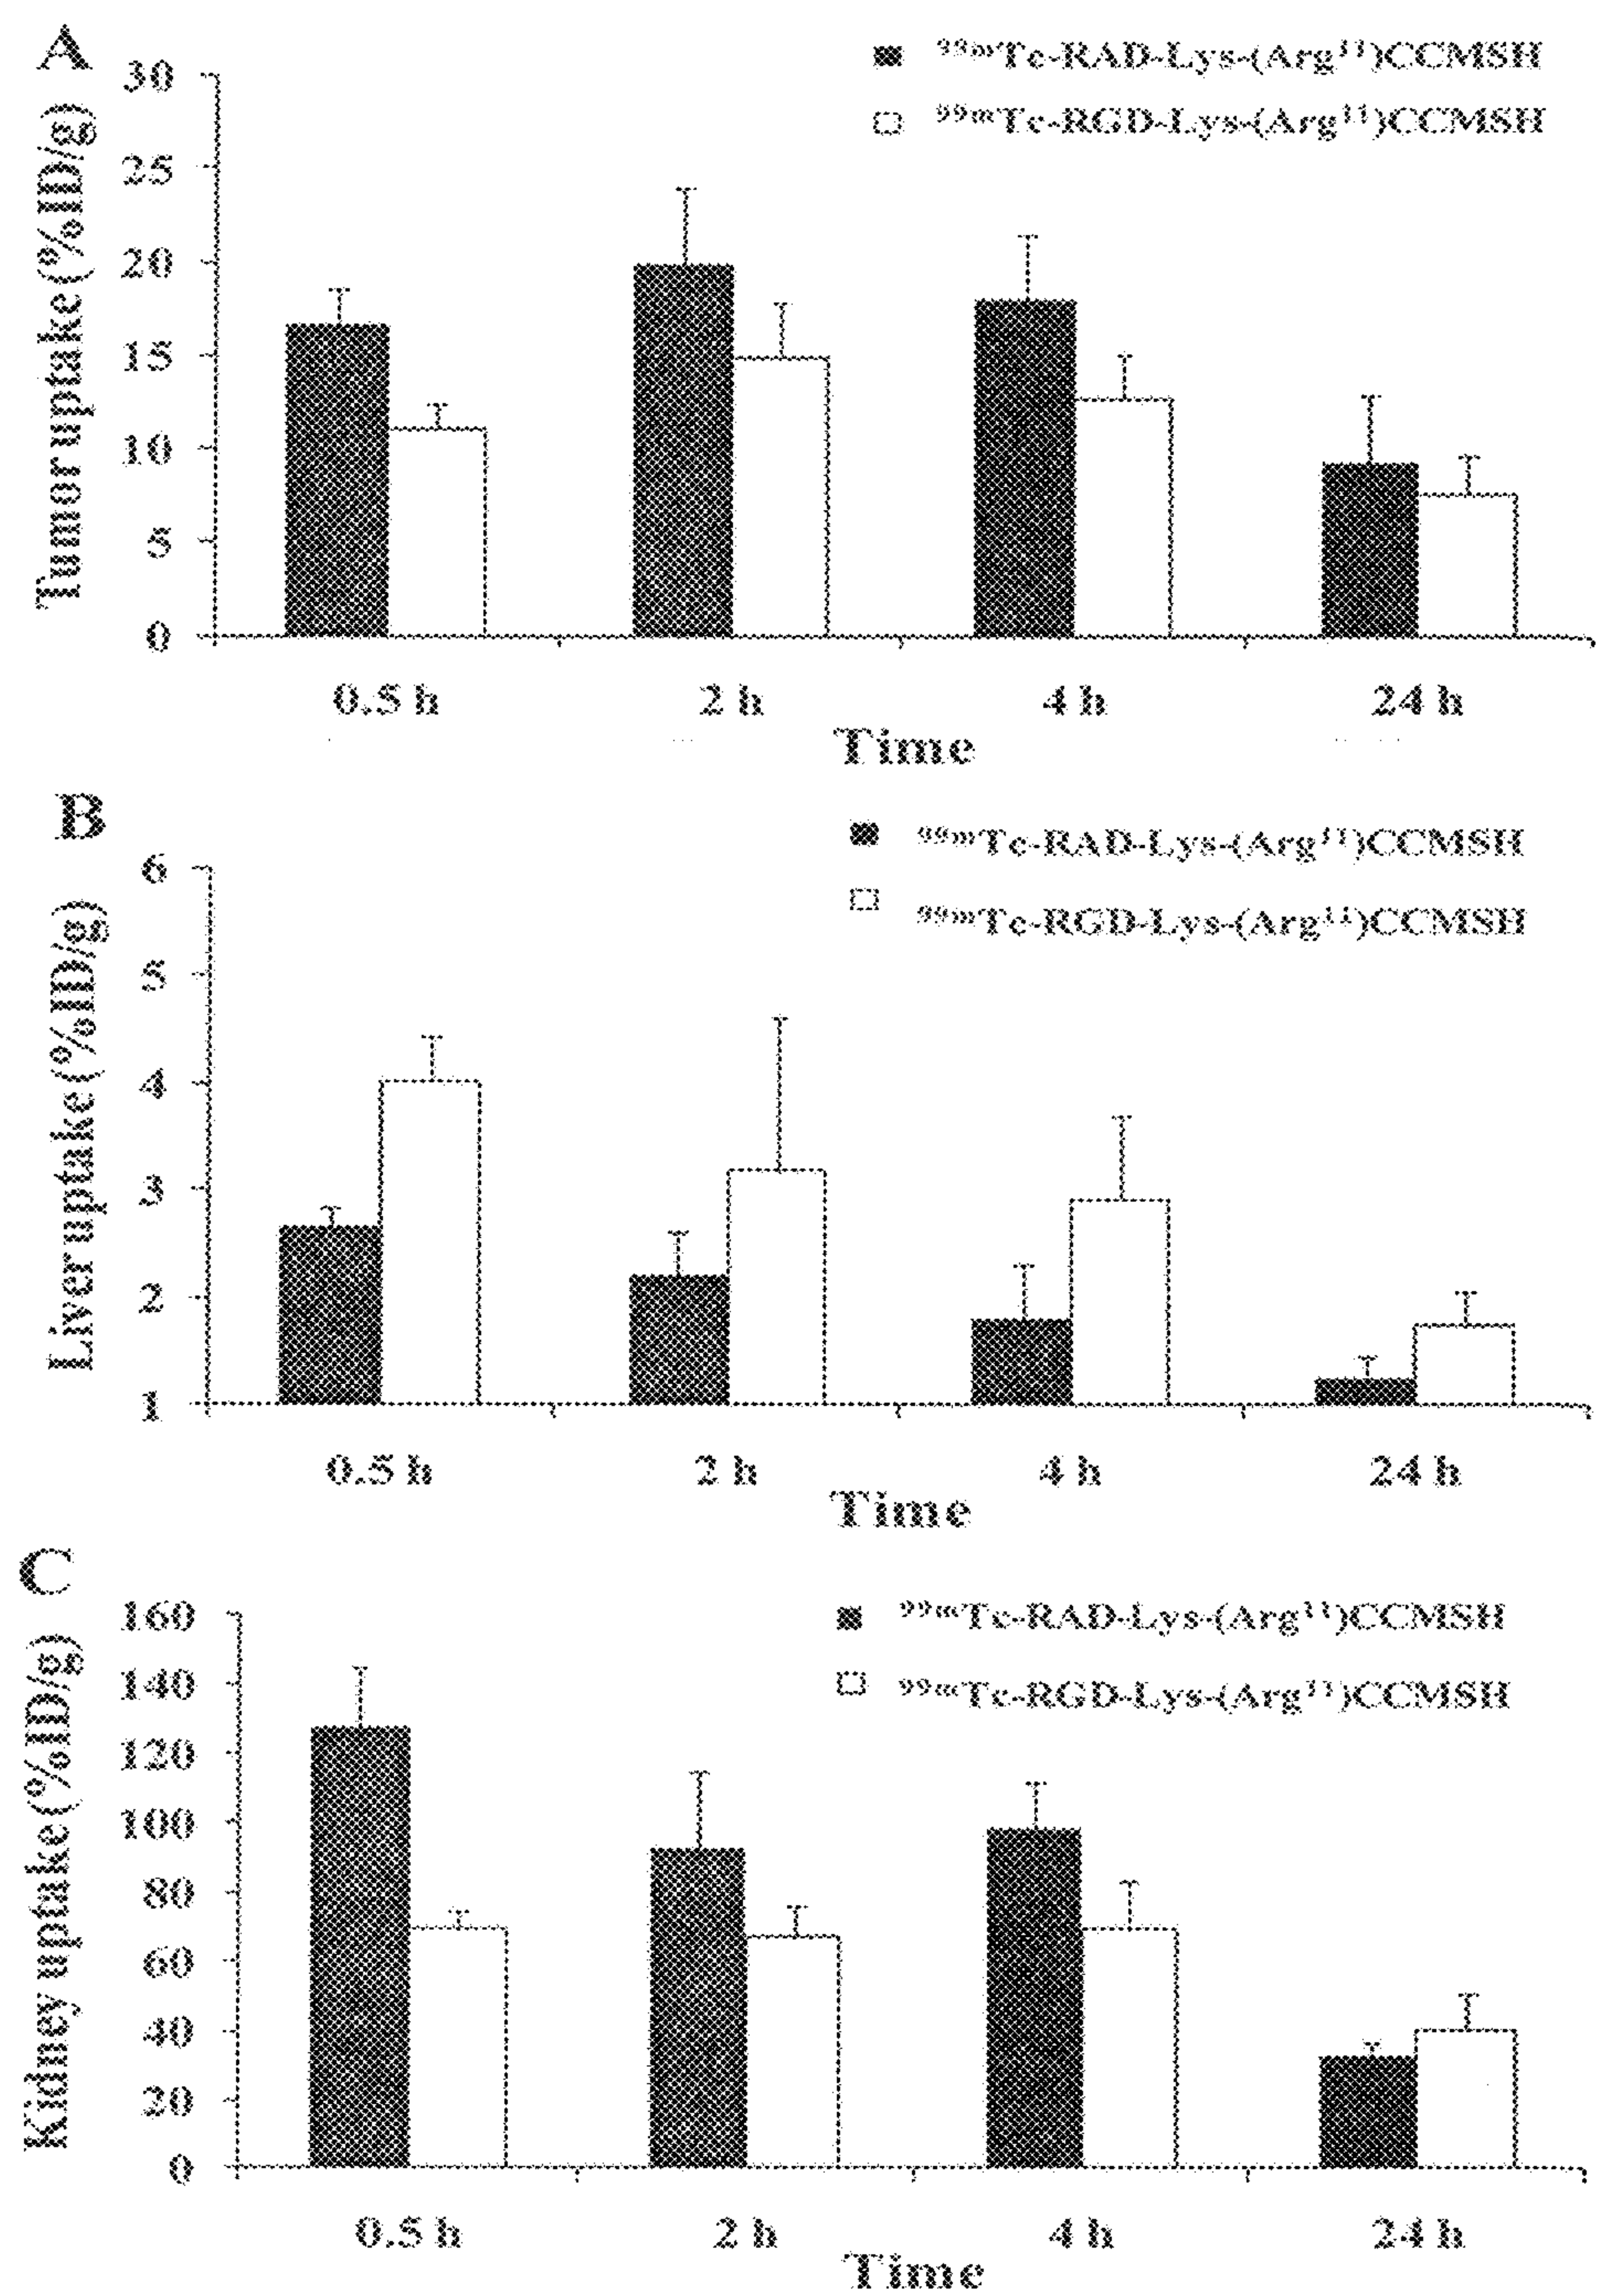 A
⁹⁹ᵐTc-RAD-Lys-(Arg¹¹)CCMSH
⁹⁹ᵐTc-RGD-Lys-(Arg¹¹)CCMSH
Tumor uptake (%ID/g)
30
25
20
15
10
5
0
0.5 h 2 h 4 h 24 h
Time
B
⁹⁹ᵐTc-RAD-Lys-(Arg¹¹)CCMSH
⁹⁹ᵐTc-RGD-Lys-(Arg¹¹)CCMSH
Liver uptake (%ID/g)
6
5
4
3
2
1
0.5 h 2 h 4 h 24 h
Time
C
⁹⁹ᵐTc-RAD-Lys-(Arg¹¹)CCMSH
⁹⁹ᵐTc-RGD-Lys-(Arg¹¹)CCMSH
Kidney uptake (%ID/g)
160
140
120
100
80
60
40
20
0
0.5 h 2 h 4 h 24 h
Time